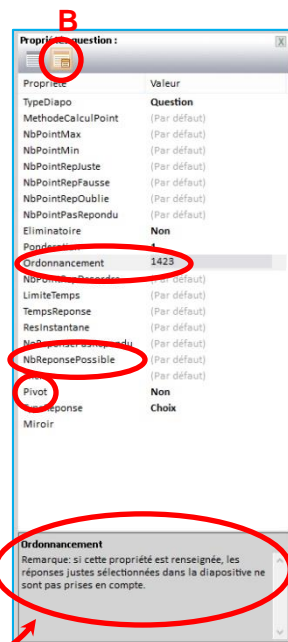 B
Propriété question :
Propriété Valeur
TypeDiapo Question
MethodeCalculPoint (Par défaut)
NbPointMax (Par défaut)
NbPointMin (Par défaut)
NbPointRepJuste (Par défaut)
NbPointRepFausse (Par défaut)
NbPointRepOublie (Par défaut)
NbPointPasRepondu (Par défaut)
Eliminatoire Non
Ponderation 1
Ordonnancement 1423
(Par défaut)
LimiteTemps (Par défaut)
TempsReponse (Par défaut)
ResInstantane (Par défaut)
(Par défaut)
NbReponsePossible (Par défaut)
(Par défaut)
Pivot Non
TypeReponse Choix
Miroir
Ordonnancement
Remarque: si cette propriété est renseignée, les
réponses justes sélectionnées dans la diapositive ne
sont pas prises en compte.